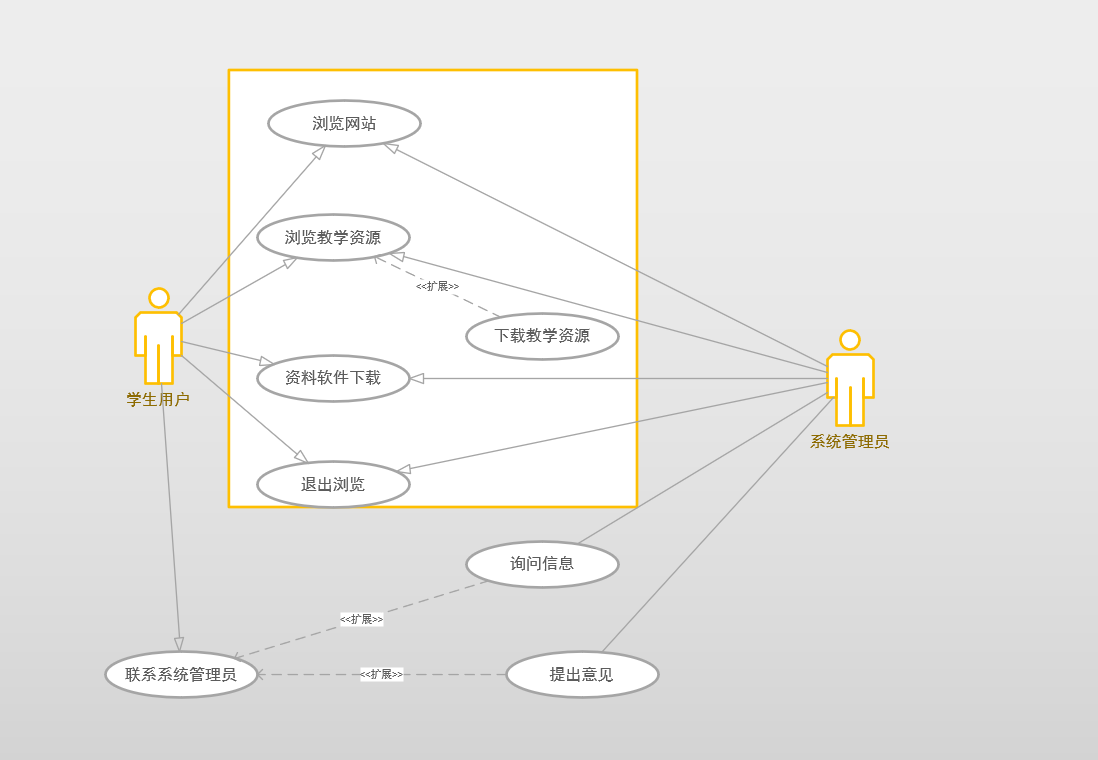 浏览网站
浏览教学资源
<<扩展>>
下载教学资源
资料软件下载
学生用户
系统管理员
退出浏览
询问信息
<<扩展>>
联系系统管理员
<<扩展>>
提出意见